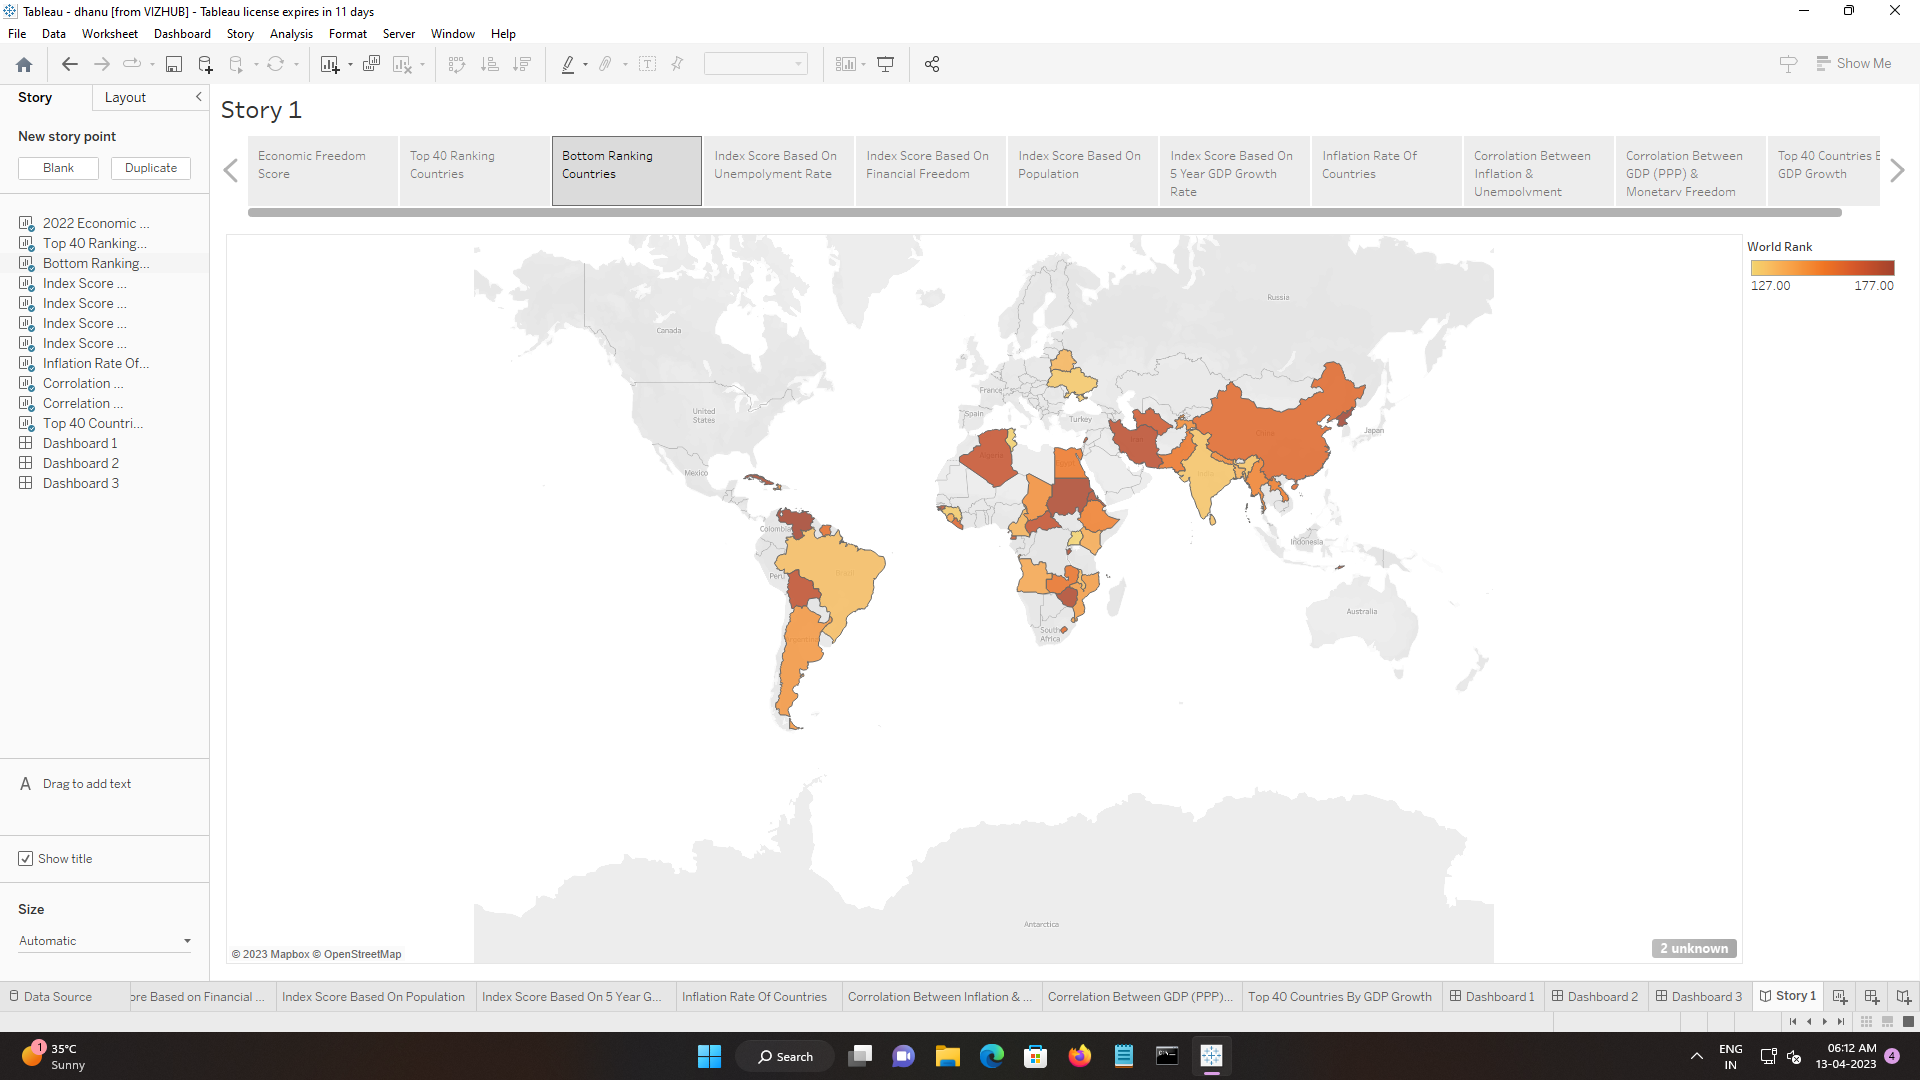 Tableau - dhanu [from VIZHUB] - Tableau license expires in 11 days
File Data Worksheet Dashboard Story Analysis Format Server Window Help
Show Me
Story Layout
New story point
Blank Duplicate
2022 Economic ...
Top 40 Ranking...
Bottom Ranking...
Index Score ...
Index Score ...
Index Score ...
Index Score ...
Inflation Rate Of...
Corrolation ...
Correlation ...
Top 40 Countri...
Dashboard 1
Dashboard 2
Dashboard 3
A Drag to add text
Show title
Size
Automatic
Story 1
Economic Freedom
Score
Top 40 Ranking
Countries
Bottom Ranking
Countries
Index Score Based On
Unempolyment Rate
Index Score Based On
Financial Freedom
Index Score Based On
Population
Index Score Based On
5 Year GDP Growth
Rate
Inflation Rate Of
Countries
Corrolation Between
Inflation &
Unempolyment
Corrolation Between
GDP (PPP) &
Monetary Freedom
Top 40 Countries B
GDP Growth
World Rank
127.00 177.00
Russia
Canada
France
United
States
Spain
Turkey
Japan
Mexico
Colombia
Peru
Indonesia
Australia
South
Africa
Antarctica
© 2023 Mapbox © OpenStreetMap
2 unknown
Data Source
ore Based on Financial ...
Index Score Based On Population
Index Score Based On 5 Year G...
Inflation Rate Of Countries
Corrolation Between Inflation & ...
Correlation Between GDP (PPP)...
Top 40 Countries By GDP Growth
Dashboard 1
Dashboard 2
Dashboard 3
Story 1
1
35°C
Sunny
Search
ENG
IN
06:12 AM
13-04-2023
4